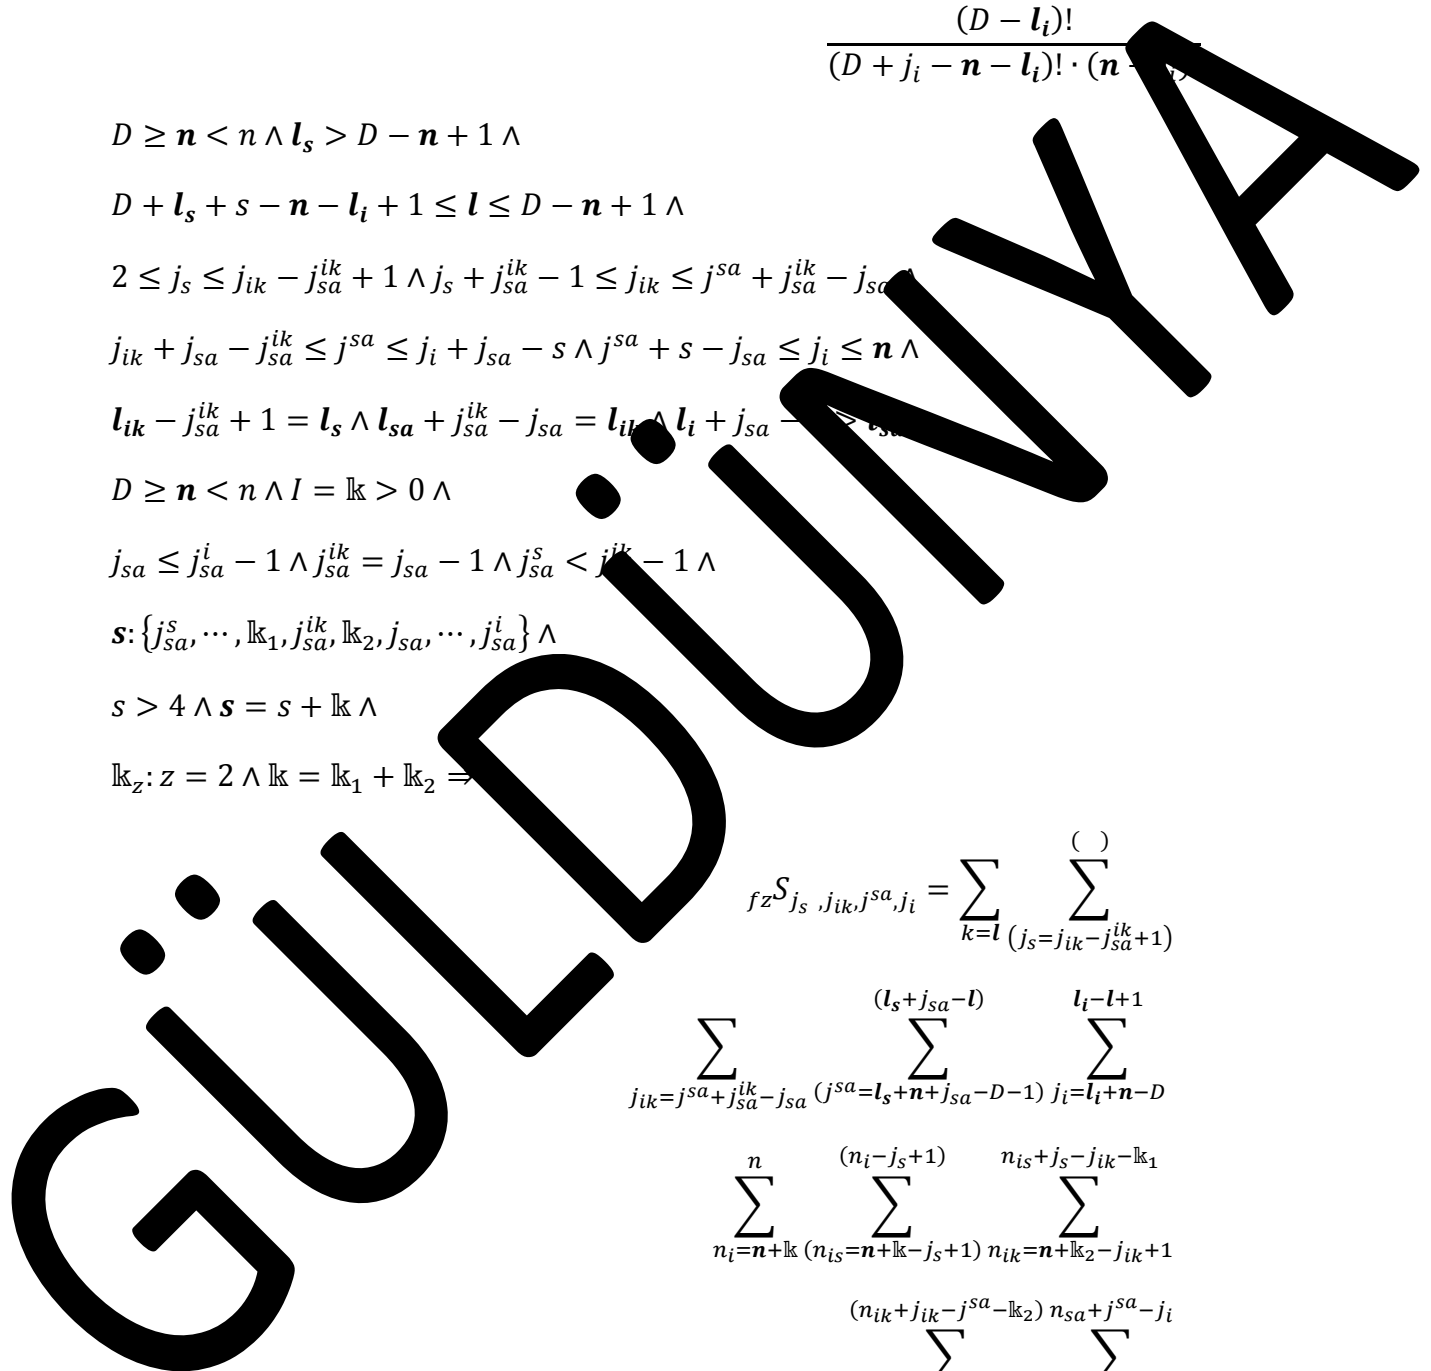 (D − l_i)!
(D + j_i − n − l_i)! · (n
D ≥ n < n ∧ l_s > D − n + 1 ∧
D + l_s + s − n − l_i + 1 ≤ l ≤ D − n + 1 ∧
2 ≤ j_s ≤ j_ik − j_sa^ik + 1 ∧ j_s + j_sa^ik − 1 ≤ j_ik ≤ j^sa + j_sa^ik − j_sa ∧
j_ik + j_sa − j_sa^ik ≤ j^sa ≤ j_i + j_sa − s ∧ j^sa + s − j_sa ≤ j_i ≤ n ∧
l_ik − j_sa^ik + 1 = l_s ∧ l_sa + j_sa^ik − j_sa = l_ik ∧ l_i + j_sa − > l_sa
D ≥ n < n ∧ I = 𝕜 > 0 ∧
j_sa ≤ j_sa^i − 1 ∧ j_sa^ik = j_sa − 1 ∧ j_sa^s < j^ik − 1 ∧
s: {j_sa^s, ⋯ , 𝕜_1, j_sa^ik, 𝕜_2, j_sa, ⋯ , j_sa^i} ∧
s > 4 ∧ s = s + 𝕜 ∧
𝕜_z: z = 2 ∧ 𝕜 = 𝕜_1 + 𝕜_2 ⇒
( )
fzS_{j_s ,j_ik,j^sa,j_i} = ∑ ∑
k=l (j_s=j_ik−j_sa^ik+1)
(l_s+j_sa−l) l_i−l+1
∑ ∑ ∑
j_ik=j^sa+j_sa^ik−j_sa (j^sa=l_s+n+j_sa−D−1) j_i=l_i+n−D
n (n_i−j_s+1) n_is+j_s−j_ik−𝕜_1
∑ ∑ ∑
n_i=n+𝕜 (n_is=n+𝕜−j_s+1) n_ik=n+𝕜_2−j_ik+1
(n_ik+j_ik−j^sa−𝕜_2) n_sa+j^sa−j_i
∑ ∑
GÜLDÜNYA